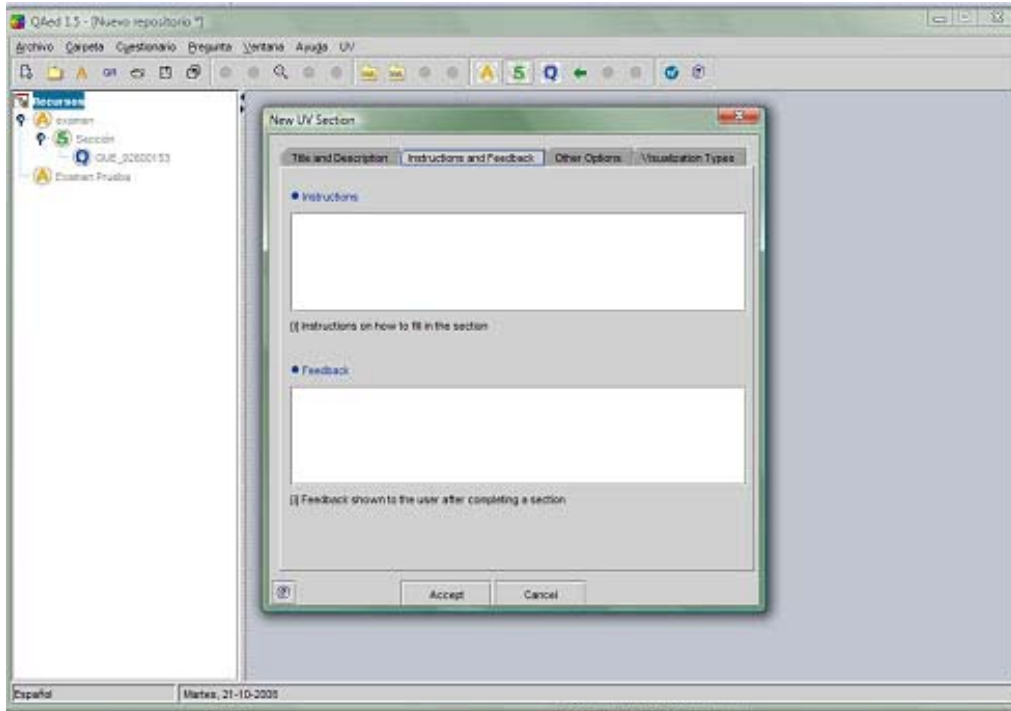 QAed 1.5 - [Nuevo repositorio *]
Archivo Carpeta Cuestionario Pregunta Ventana Ayuda UV
A S Q
Recursos
A examen
S Sección
Q QUE_02600153
A Examen Prueba
New UV Section
Title and Description Instructions and Feedback Other Options Visualization Types
Instructions
[i] Instructions on how to fill in the section
Feedback
[i] Feedback shown to the user after completing a section
Accept Cancel
Español Martes, 21-10-2008